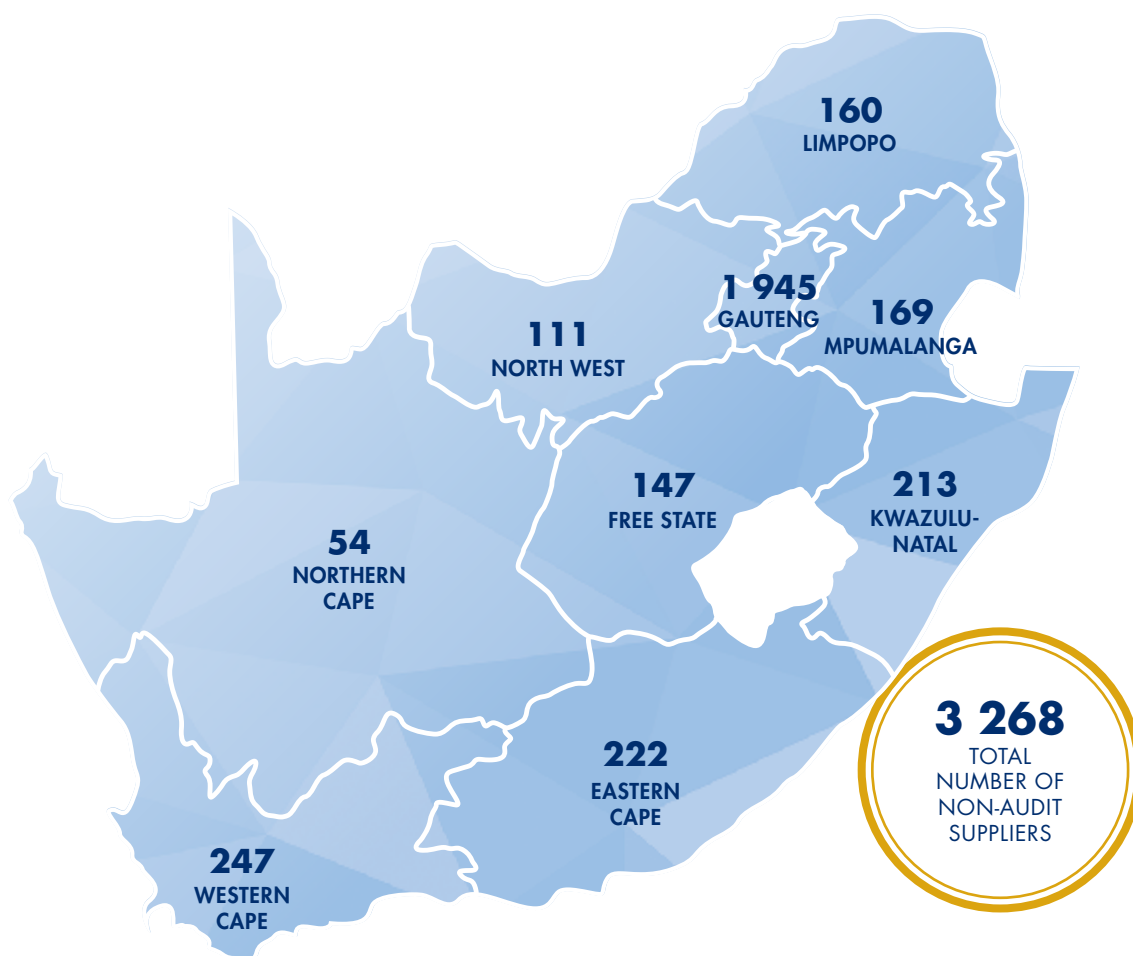 160
LIMPOPO
1 945
GAUTENG
169
MPUMALANGA
111
NORTH WEST
147
FREE STATE
213
KWAZULU-
NATAL
54
NORTHERN
CAPE
222
EASTERN
CAPE
247
WESTERN
CAPE
3 268
TOTAL
NUMBER OF
NON-AUDIT
SUPPLIERS